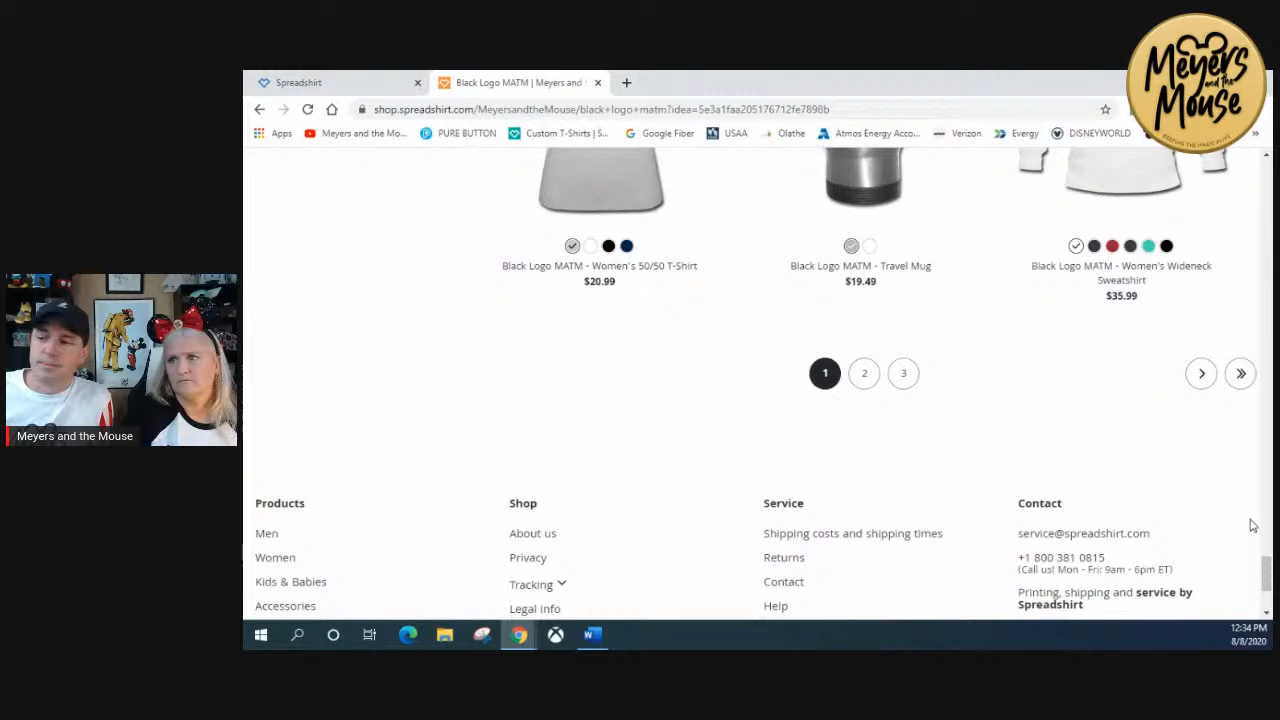 Meyers
and the
Mouse
KEEPING THE MAGIC ALIVE
Spreadshirt
Black Logo MATM | Meyers and
shop.spreadshirt.com/MeyersandtheMouse/black+logo+matm?idea=5e3a1faa205176712fe7898b
Apps Meyers and the Mo... PURE BUTTON Custom T-Shirts | S... Google Fiber USAA Olathe Atmos Energy Acco... Verizon Evergy DISNEYWORLD
Black Logo MATM - Women's 50/50 T-Shirt
$20.99
Black Logo MATM - Travel Mug
$19.49
Black Logo MATM - Women's Wideneck
Sweatshirt
$35.99
1 2 3
Products
Men
Women
Kids & Babies
Accessories
Shop
About us
Privacy
Tracking
Legal info
Service
Shipping costs and shipping times
Returns
Contact
Help
Contact
service@spreadshirt.com
+1 800 381 0815
(Call us! Mon - Fri: 9am - 6pm ET)
Printing, shipping and service by
Spreadshirt
Meyers and the Mouse
12:34 PM
8/8/2020